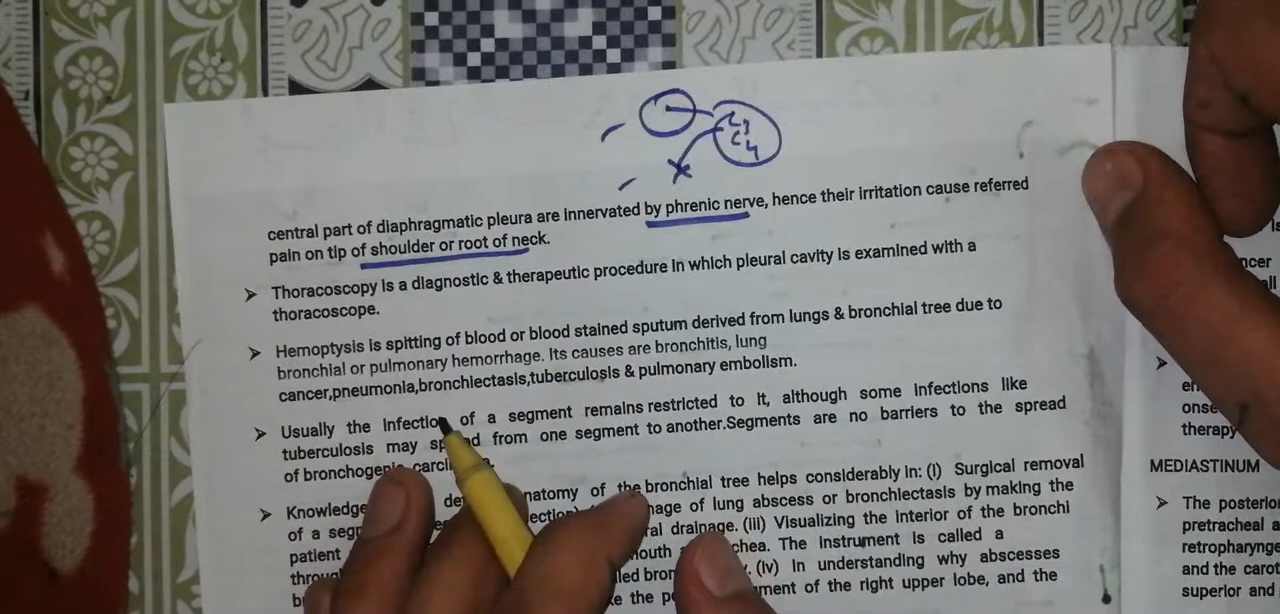 C3
C4
central part of diaphragmatic pleura are innervated by phrenic nerve, hence their irritation cause referred
pain on tip of shoulder or root of neck.
➤ Thoracoscopy is a diagnostic & therapeutic procedure in which pleural cavity is examined with a
thoracoscope.
➤ Hemoptysis is spitting of blood or blood stained sputum derived from lungs & bronchial tree due to
bronchial or pulmonary hemorrhage. Its causes are bronchitis, lung
cancer,pneumonia,bronchiectasis,tuberculosis & pulmonary embolism.
➤ Usually the infection of a segment remains restricted to it, although some infections like
tuberculosis may spread from one segment to another.Segments are no barriers to the spread
of bronchogenic
➤ Knowledge natomy of the bronchial tree helps considerably in: (i) Surgical removal
of a nage of lung abscess or bronchiectasis by making the
patient ral drainage. (iii) Visualizing the interior of the bronchi
mouth chea. The instrument is called a
(iv) In understanding why abscesses
the ment of the right upper lobe, and the
ncer
➤
onse
therapy
MEDIASTINUM
➤ The posterio
pretracheal a
retropharynge
and the carot
superior and